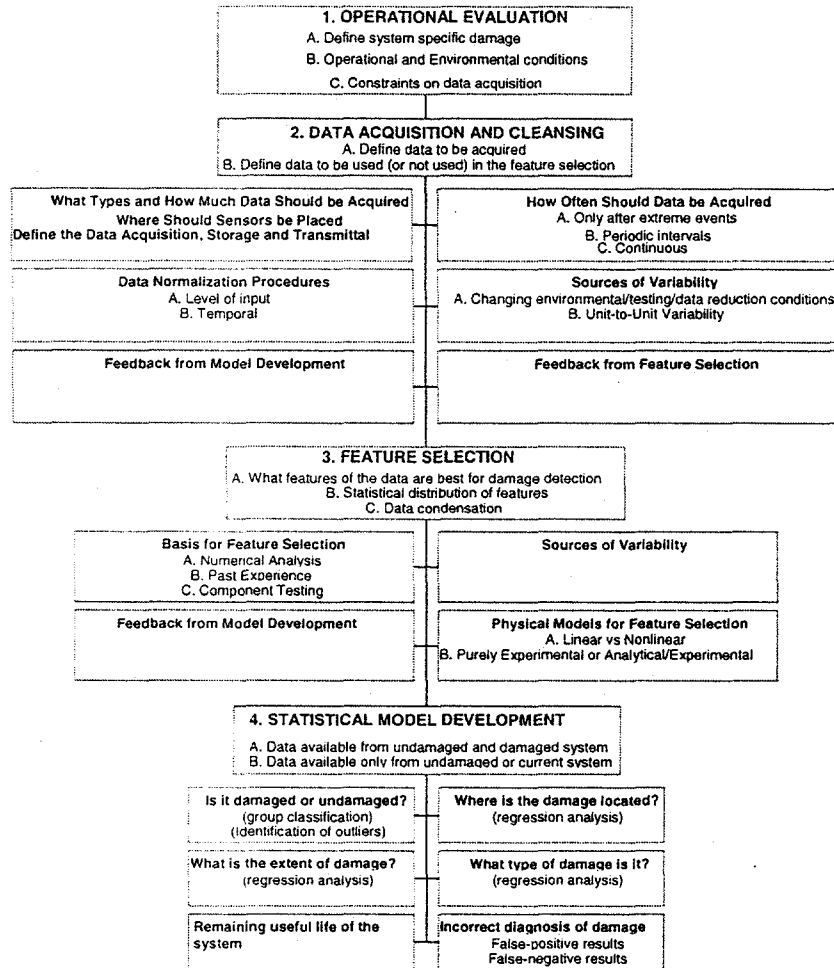 1. OPERATIONAL EVALUATION
A. Define system specific damage
B. Operational and Environmental conditions
C. Constraints on data acquisition
2. DATA ACQUISITION AND CLEANSING
A. Define data to be acquired
B. Define data to be used (or not used) in the feature selection
What Types and How Much Data Should be Acquired
Where Should Sensors be Placed
Define the Data Acquisition, Storage and Transmittal
How Often Should Data be Acquired
A. Only after extreme events
B. Periodic intervals
C. Continuous
Data Normalization Procedures
A. Level of input
B. Temporal
Sources of Variability
A. Changing environmental/testing/data reduction conditions
B. Unit-to-Unit Variability
Feedback from Model Development
Feedback from Feature Selection
3. FEATURE SELECTION
A. What features of the data are best for damage detection
B. Statistical distribution of features
C. Data condensation
Basis for Feature Selection
A. Numerical Analysis
B. Past Experience
C. Component Testing
Sources of Variability
Feedback from Model Development
Physical Models for Feature Selection
A. Linear vs Nonlinear
B. Purely Experimental or Analytical/Experimental
4. STATISTICAL MODEL DEVELOPMENT
A. Data available from undamaged and damaged system
B. Data available only from undamaged or current system
Is it damaged or undamaged?
(group classification)
(Identification of outliers)
Where is the damage located?
(regression analysis)
What is the extent of damage?
(regression analysis)
What type of damage is it?
(regression analysis)
Remaining useful life of the
system
Incorrect diagnosis of damage
False-positive results
False-negative results